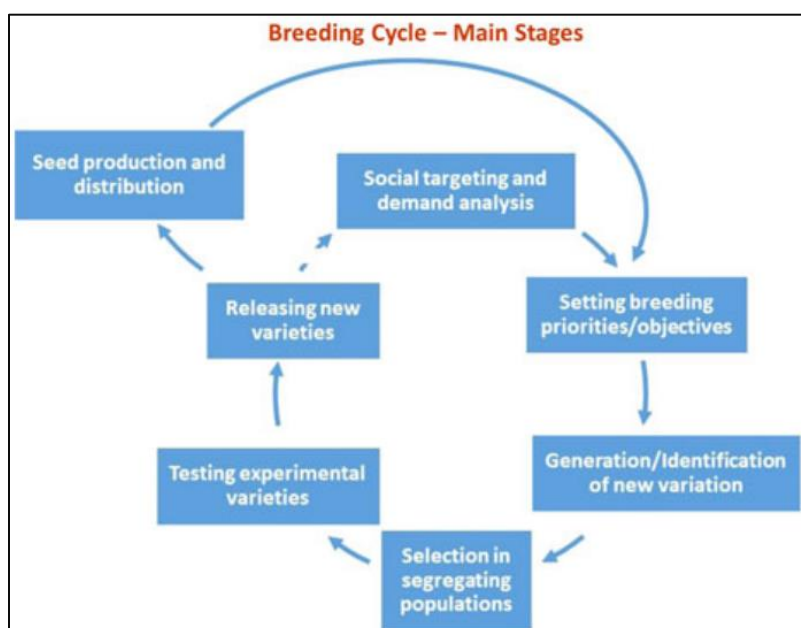 Breeding Cycle – Main Stages
Seed production and
distribution
Social targeting and
demand analysis
Releasing new
varieties
Setting breeding
priorities/objectives
Testing experimental
varieties
Generation/Identification
of new variation
Selection in
segregating
populations